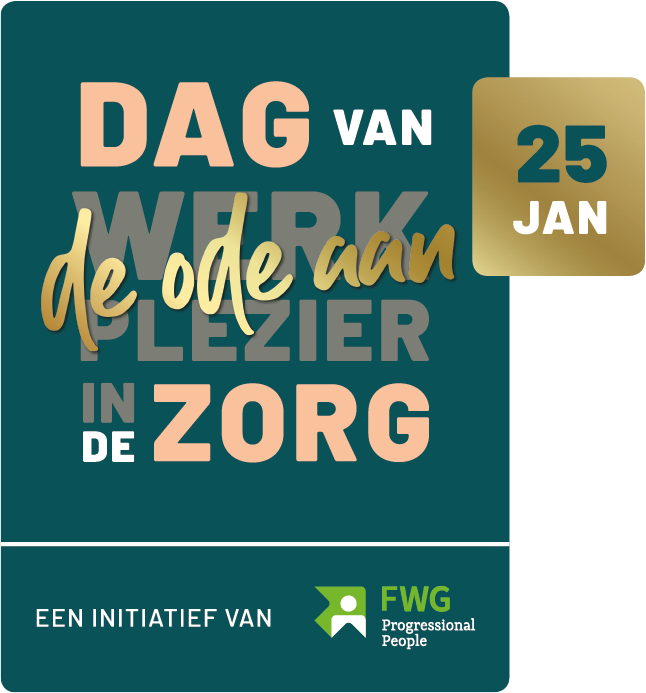 DAG VAN
WERK
de ode aan
PLEZIER
IN
DE ZORG
25
JAN
EEN INITIATIEF VAN
FWG
Progressional
People